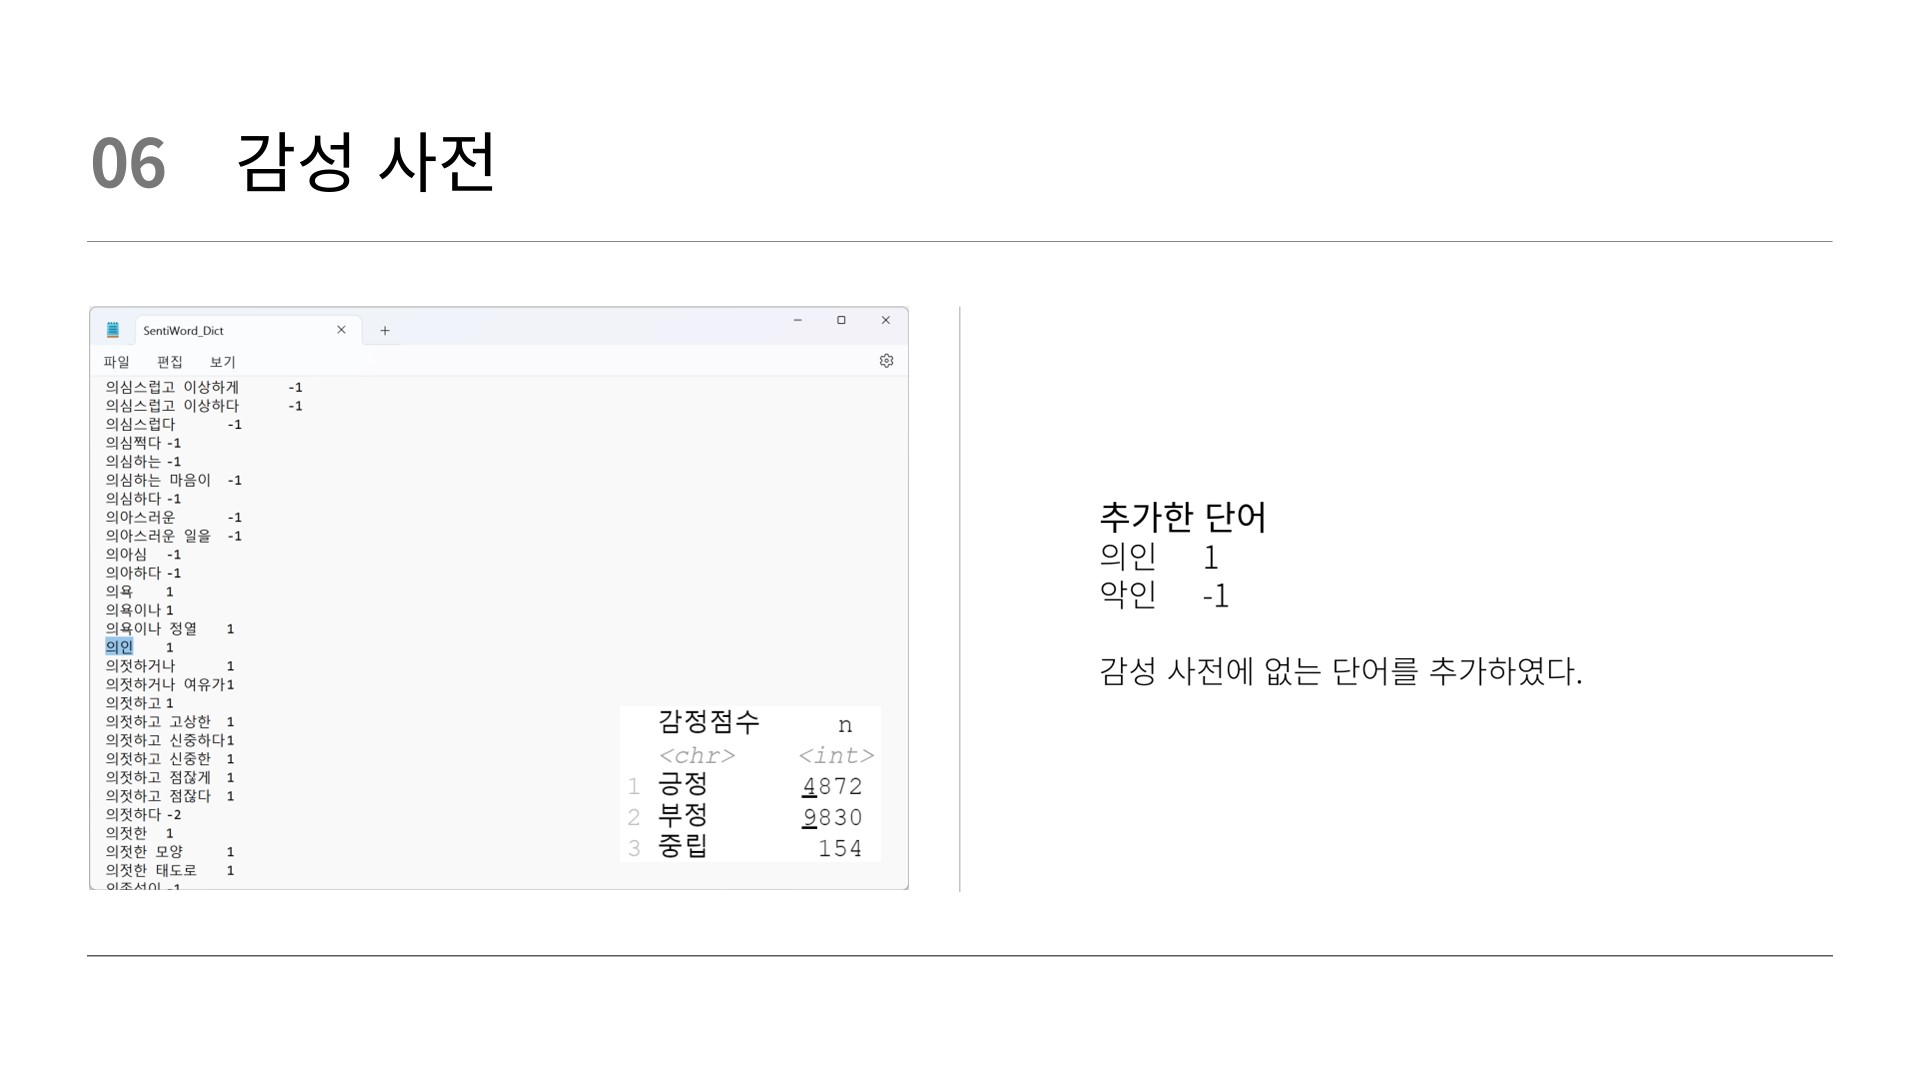 06 감성 사전
SentiWord_Dict
파일 편집 보기
의심스럽고 이상하게 -1
의심스럽고 이상하다 -1
의심스럽다 -1
의심쩍다 -1
의심하는 -1
의심하는 마음이 -1
의심하다 -1
의아스러운 -1
의아스러운 일을 -1
의아심 -1
의아하다 -1
의욕 1
의욕이나 1
의욕이나 정열 1
의인 1
의젓하거나 1
의젓하거나 여유가 1
의젓하고 1
의젓하고 고상한 1
의젓하고 신중하다 1
의젓하고 신중한 1
의젓하고 점잖게 1
의젓하고 점잖다 1
의젓하다 -2
의젓한 1
의젓한 모양 1
의젓한 태도로 1
감정점수 n
<chr> <int>
1 긍정 4872
2 부정 9830
3 중립 154
추가한 단어
의인 1
악인 -1
감성 사전에 없는 단어를 추가하였다.